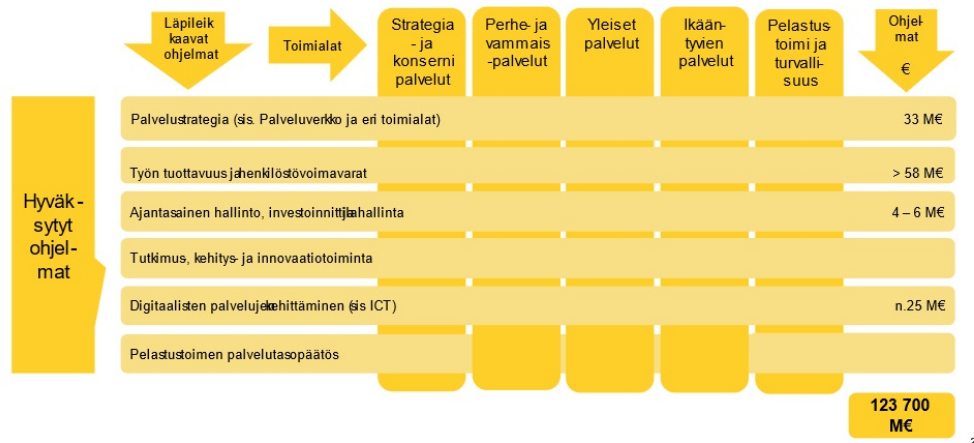 Läpileik
kaavat
ohjelmat
Toimialat
Strategia
- ja
konserni
palvelut
Perhe- ja
vammais
-palvelut
Yleiset
palvelut
Ikään-
tyvien
palvelut
Pelastus-
toimi ja
turvalli-
suus
Ohjel-
mat
€
Hyväk-
sytyt
ohjel-
mat
Palvelustrategia (sis. Palveluverkko ja eri toimialat)
33 M€
Työn tuottavuus ja henkilöstövoimavarat
> 58 M€
Ajantasainen hallinto, investoinnit tilahallinta
4 – 6 M€
Tutkimus, kehitys- ja innovaatiotoiminta
Digitaalisten palvelujen kehittäminen (sis ICT)
n.25 M€
Pelastustoimen palvelutasopäätös
123 700
M€